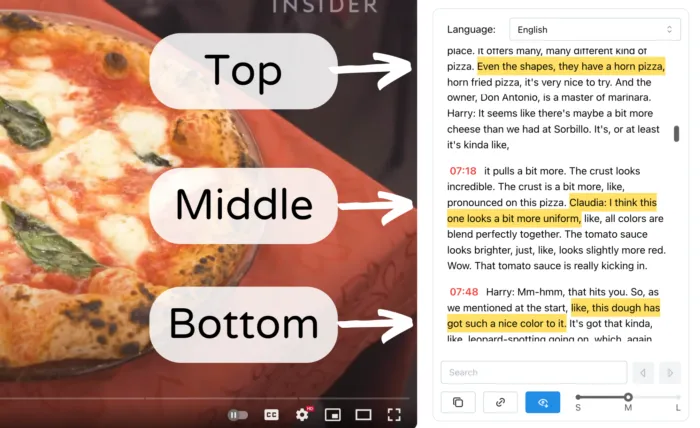 INSIDER
Top
Middle
Bottom
CC
HD
Language:
English
place. It offers many, many different kind of
pizza. Even the shapes, they have a horn pizza,
horn fried pizza, it's very nice to try. And the
owner, Don Antonio, is a master of marinara.
Harry: It seems like there's maybe a bit more
cheese than we had at Sorbillo. It's, or at least
it's kinda like,
07:18 it pulls a bit more. The crust looks
incredible. The crust is a bit more, like,
pronounced on this pizza. Claudia: I think this
one looks a bit more uniform, like, all colors are
blend perfectly together. The tomato sauce
looks brighter, just, like, looks slightly more red.
Wow. That tomato sauce is really kicking in.
07:48 Harry: Mm-hmm, that hits you. So, as
we mentioned at the start, like, this dough has
got such a nice color to it. It's got that kinda,
like, leopard-spotting going on, which, again
Search
S
M
L